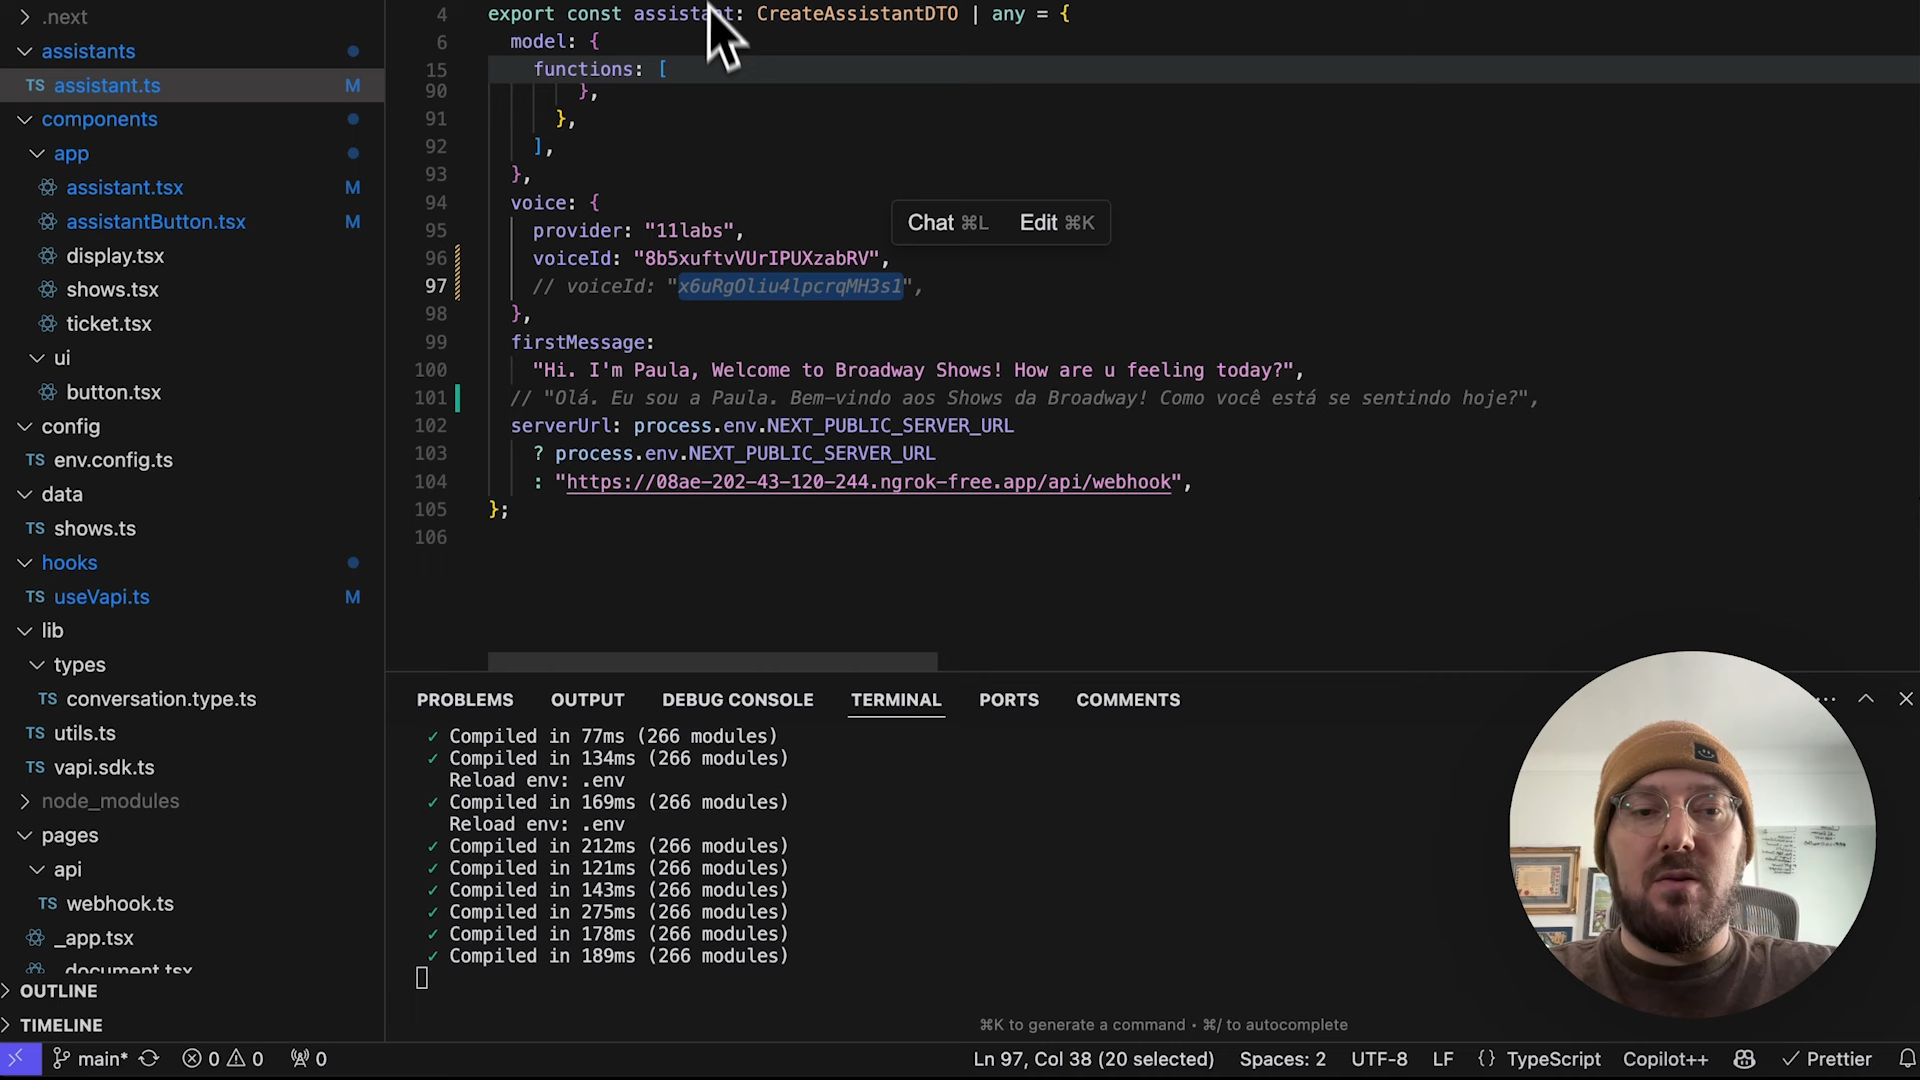 .next
assistants
TS assistant.ts M
components
app
assistant.tsx M
assistantButton.tsx M
display.tsx
shows.tsx
ticket.tsx
ui
button.tsx
config
TS env.config.ts
data
TS shows.ts
hooks
TS useVapi.ts M
lib
types
TS conversation.type.ts
TS utils.ts
TS vapi.sdk.ts
node_modules
pages
api
TS webhook.ts
_app.tsx
_document.tsx
OUTLINE
TIMELINE
4 export const assistant: CreateAssistantDTO | any = {
6 model: {
15 functions: [
90 },
91 },
92 ],
93 },
94 voice: {
95 provider: "11labs",
96 voiceId: "8b5xuftvVUrIPUXzabRV",
97 // voiceId: "x6uRgOliu4lpcrqMH3s1",
98 },
99 firstMessage:
100 "Hi. I'm Paula, Welcome to Broadway Shows! How are u feeling today?",
101 // "Olá. Eu sou a Paula. Bem-vindo aos Shows da Broadway! Como você está se sentindo hoje?",
102 serverUrl: process.env.NEXT_PUBLIC_SERVER_URL
103 ? process.env.NEXT_PUBLIC_SERVER_URL
104 : "https://08ae-202-43-120-244.ngrok-free.app/api/webhook",
105 };
106
Chat ⌘L Edit ⌘K
PROBLEMS OUTPUT DEBUG CONSOLE TERMINAL PORTS COMMENTS
✓ Compiled in 77ms (266 modules)
✓ Compiled in 134ms (266 modules)
Reload env: .env
✓ Compiled in 169ms (266 modules)
Reload env: .env
✓ Compiled in 212ms (266 modules)
✓ Compiled in 121ms (266 modules)
✓ Compiled in 143ms (266 modules)
✓ Compiled in 275ms (266 modules)
✓ Compiled in 178ms (266 modules)
✓ Compiled in 189ms (266 modules)
⌘K to generate a command • ⌘/ to autocomplete
main* 0 0 0 Ln 97, Col 38 (20 selected) Spaces: 2 UTF-8 LF {} TypeScript Copilot++ ✓ Prettier